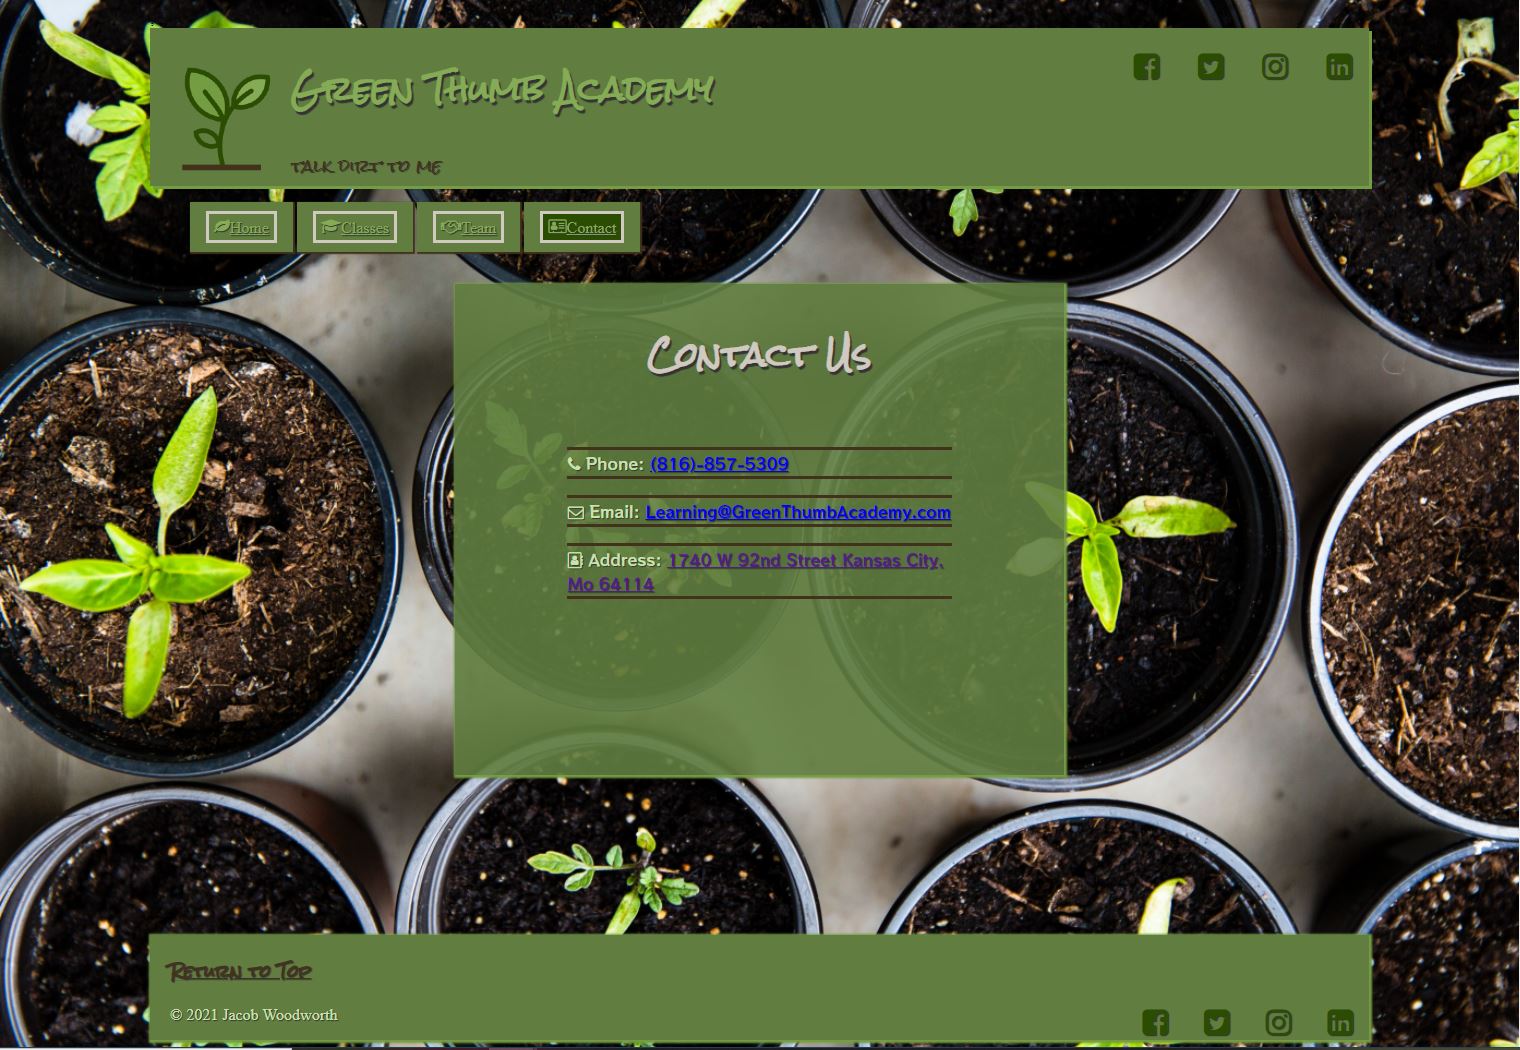 Green Thumb Academy
Talk Dirt To Me
Home Classes Team Contact
Contact Us
Phone: (816)-857-5309
Email: Learning@GreenThumbAcademy.com
Address: 1740 W 92nd Street Kansas City,
Mo 64114
Return to Top
© 2021 Jacob Woodworth